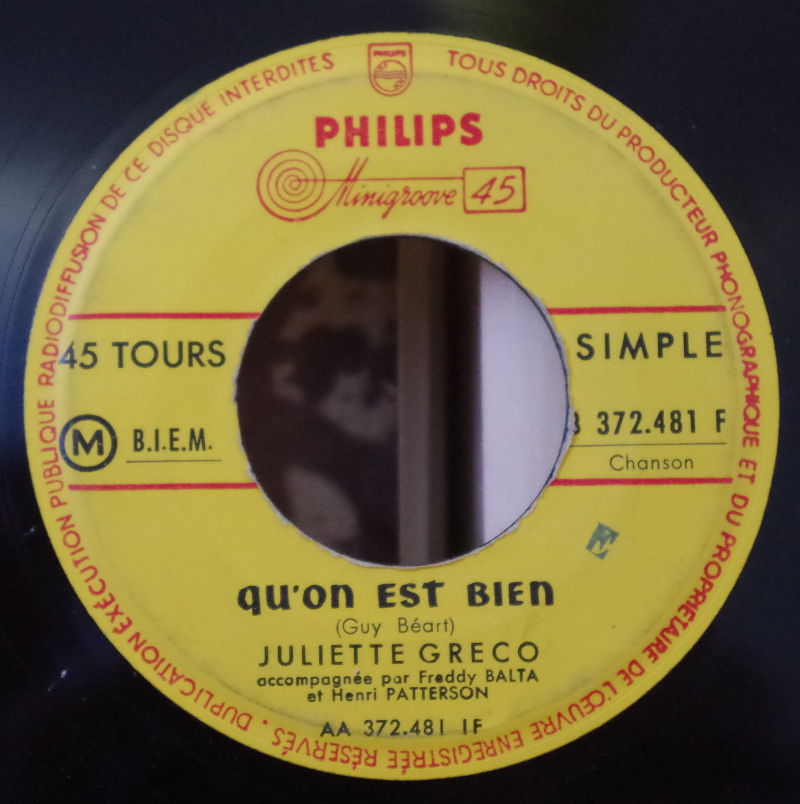 TOUS DROITS DU PRODUCTEUR PHONOGRAPHIQUE ET DU PROPRIÉTAIRE DE L'ŒUVRE ENREGISTRÉE RÉSERVÉS. DUPLICATION EXÉCUTION PUBLIQUE RADIODIFFUSION DE CE DISQUE INTERDITES
PHILIPS
PHILIPS
Minigroove 45
45 TOURS SIMPLE
M B.I.E.M. 372.481 F
Chanson
QU'ON EST BIEN
(Guy Béart)
JULIETTE GRECO
accompagnée par Freddy BALTA
et Henri PATTERSON
AA 372.481 1F